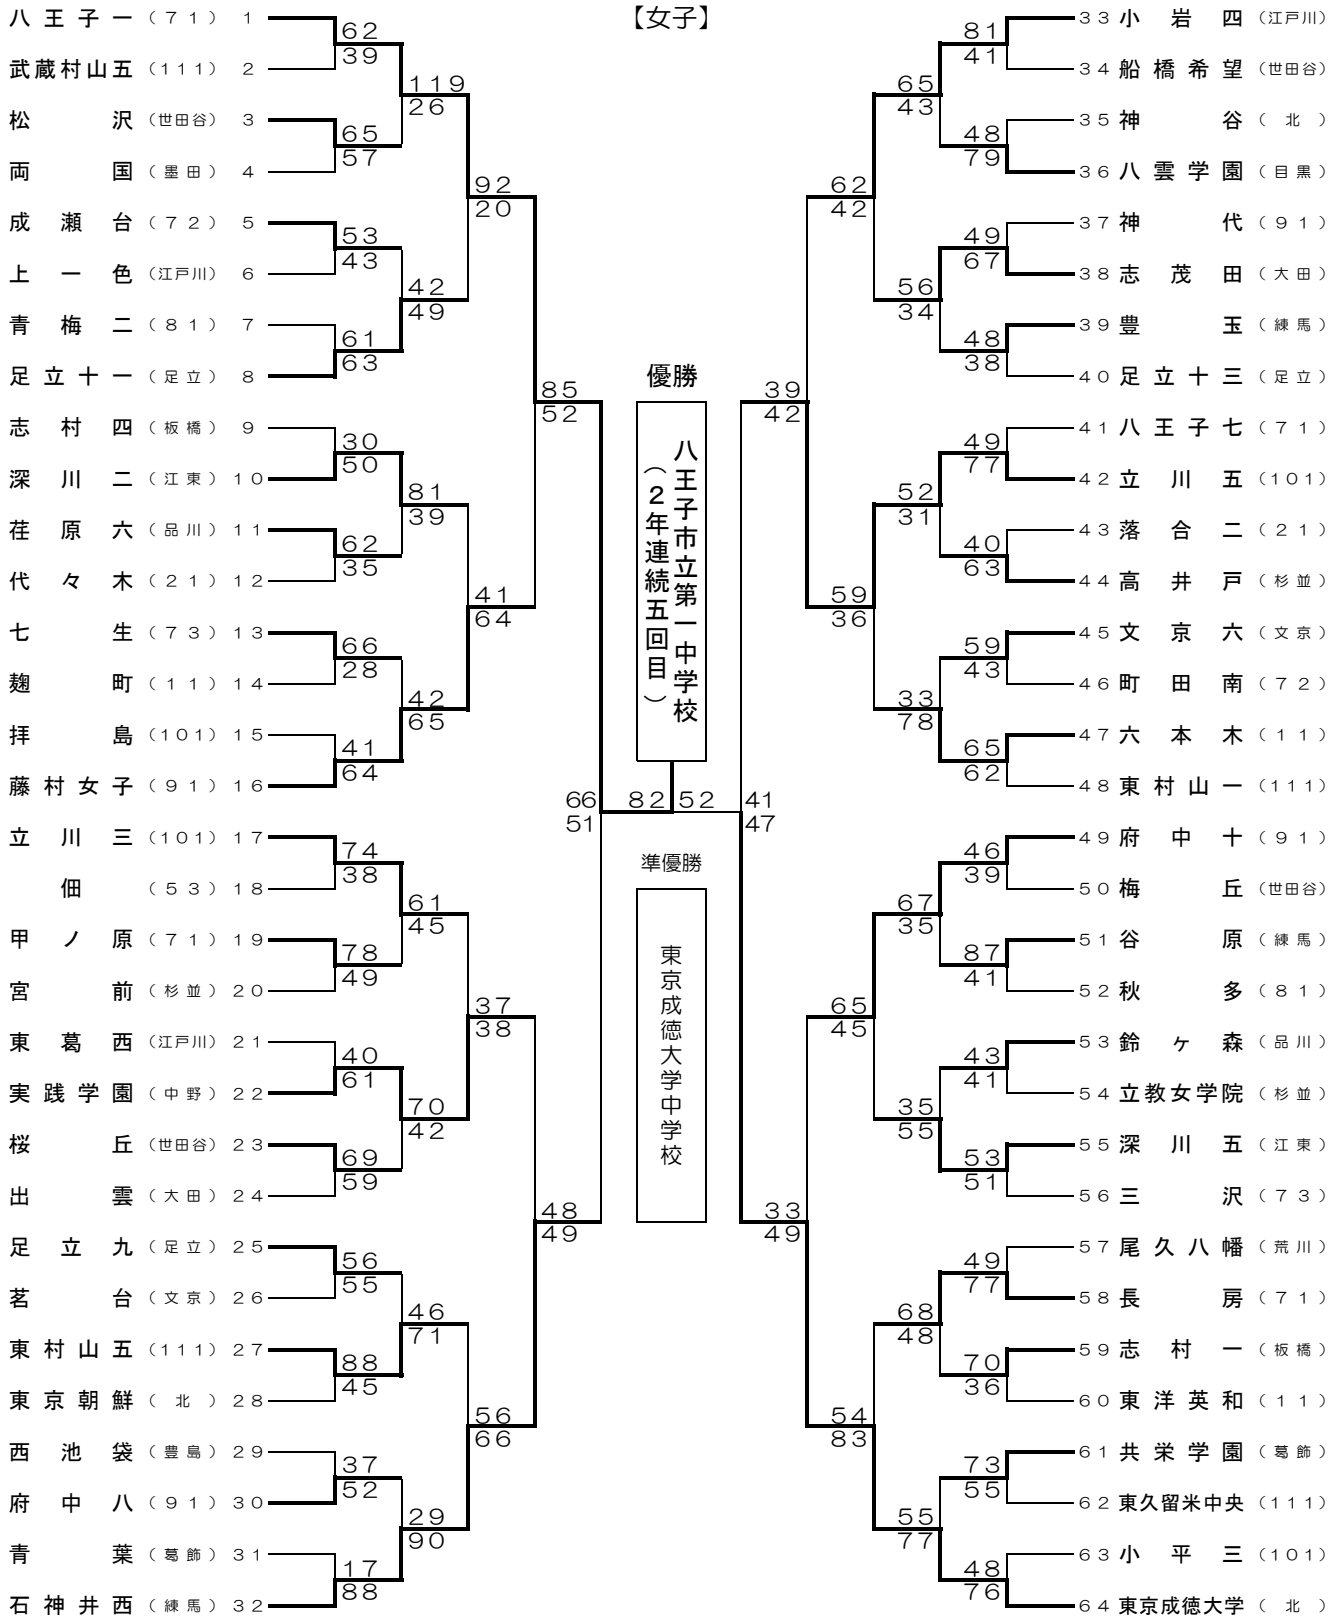 【女子】
八王子一 (71) 1
武蔵村山五 (111) 2
松沢 (世田谷) 3
両国 (墨田) 4
成瀬台 (72) 5
上一色 (江戸川) 6
青梅二 (81) 7
足立十一 (足立) 8
志村四 (板橋) 9
深川二 (江東) 10
荏原六 (品川) 11
代々木 (21) 12
七生 (73) 13
麹町 (11) 14
拝島 (101) 15
藤村女子 (91) 16
立川三 (101) 17
佃 (53) 18
甲ノ原 (71) 19
宮前 (杉並) 20
東葛西 (江戸川) 21
実践学園 (中野) 22
桜丘 (世田谷) 23
出雲 (大田) 24
足立九 (足立) 25
茗台 (文京) 26
東村山五 (111) 27
東京朝鮮 (北) 28
西池袋 (豊島) 29
府中八 (91) 30
青葉 (葛飾) 31
石神井西 (練馬) 32
62
39
65
57
53
43
61
63
30
50
62
35
66
28
41
64
74
38
78
49
40
61
69
59
56
55
88
45
37
52
17
88
119
26
42
49
81
39
42
65
61
45
70
42
46
71
29
90
92
20
41
64
37
38
56
66
85
52
48
49
66
51
優勝
八王子市立第一中学校
(2年連続五回目)
82 52
準優勝
東京成徳大学中学校
41
47
39
42
33
49
62
42
59
36
65
45
54
83
65
43
56
34
52
31
33
78
67
35
35
55
68
48
55
77
81
41
48
79
49
67
48
38
49
77
40
63
59
43
65
62
46
39
87
41
43
41
53
51
49
77
70
36
73
55
48
76
33 小岩四 (江戸川)
34 船橋希望 (世田谷)
35 神谷 (北)
36 八雲学園 (目黒)
37 神代 (91)
38 志茂田 (大田)
39 豊玉 (練馬)
40 足立十三 (足立)
41 八王子七 (71)
42 立川五 (101)
43 落合二 (21)
44 高井戸 (杉並)
45 文京六 (文京)
46 町田南 (72)
47 六本木 (11)
48 東村山一 (111)
49 府中十 (91)
50 梅丘 (世田谷)
51 谷原 (練馬)
52 秋多 (81)
53 鈴ヶ森 (品川)
54 立教女学院 (杉並)
55 深川五 (江東)
56 三沢 (73)
57 尾久八幡 (荒川)
58 長房 (71)
59 志村一 (板橋)
60 東洋英和 (11)
61 共栄学園 (葛飾)
62 東久留米中央 (111)
63 小平三 (101)
64 東京成徳大学 (北)